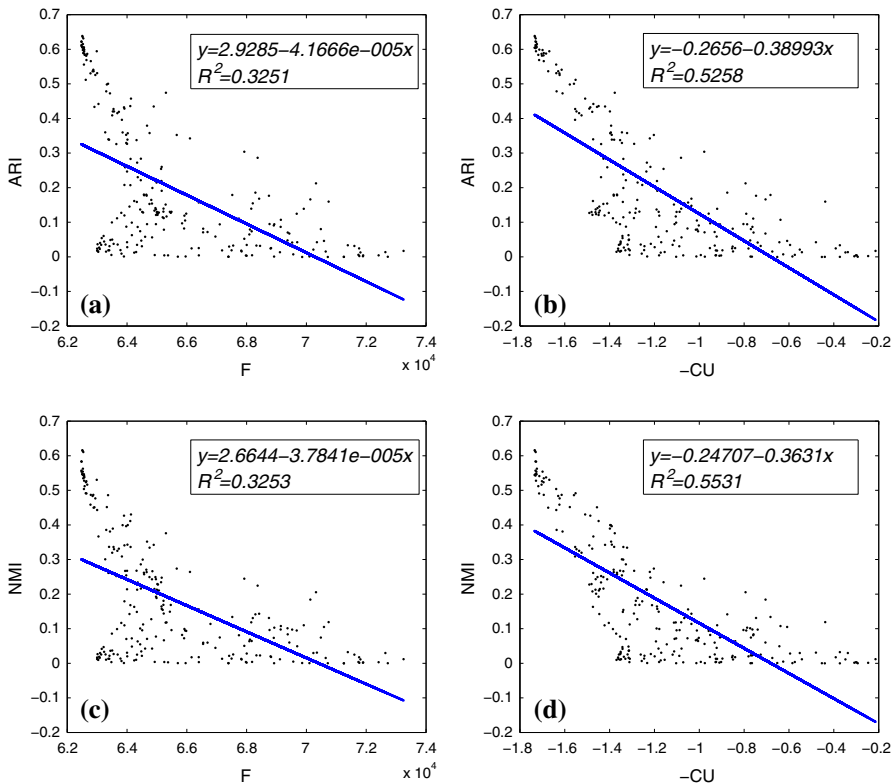 0.7
0.6
0.5
0.4
0.3
0.2
0.1
0
−0.1
−0.2
ARI
y=2.9285−4.1666e−005x
R²=0.3251
(a)
6.2 6.4 6.6 6.8 7 7.2 7.4
x 10⁴
F
0.7
0.6
0.5
0.4
0.3
0.2
0.1
0
−0.1
−0.2
ARI
y=−0.2656−0.38993x
R²=0.5258
(b)
−1.8 −1.6 −1.4 −1.2 −1 −0.8 −0.6 −0.4 −0.2
−CU
0.7
0.6
0.5
0.4
0.3
0.2
0.1
0
−0.1
−0.2
NMI
y=2.6644−3.7841e−005x
R²=0.3253
(c)
6.2 6.4 6.6 6.8 7 7.2 7.4
x 10⁴
F
0.7
0.6
0.5
0.4
0.3
0.2
0.1
0
−0.1
−0.2
NMI
y=−0.24707−0.3631x
R²=0.5531
(d)
−1.8 −1.6 −1.4 −1.2 −1 −0.8 −0.6 −0.4 −0.2
−CU